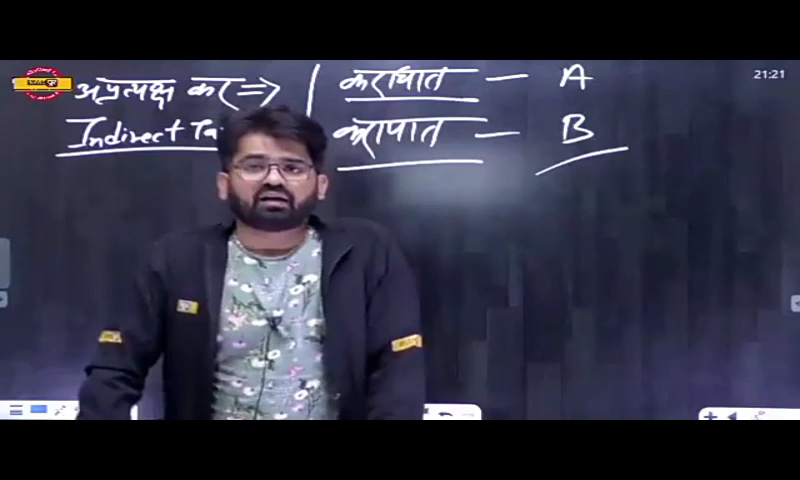 अप्रत्यक्ष कर ⇒ | कराघात — A
Indirect Ta करापात — B
21:21